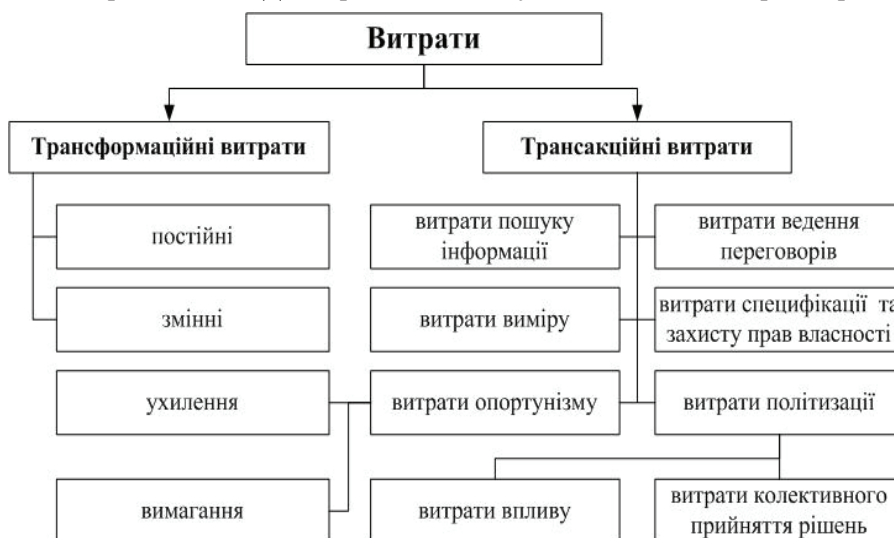 Витрати
Трансформаційні витрати
Трансакційні витрати
постійні
витрати пошуку
інформації
витрати ведення
переговорів
змінні
витрати виміру
витрати специфікації та
захисту прав власності
ухилення
витрати опортунізму
витрати політизації
вимагання
витрати впливу
витрати колективного
прийняття рішень